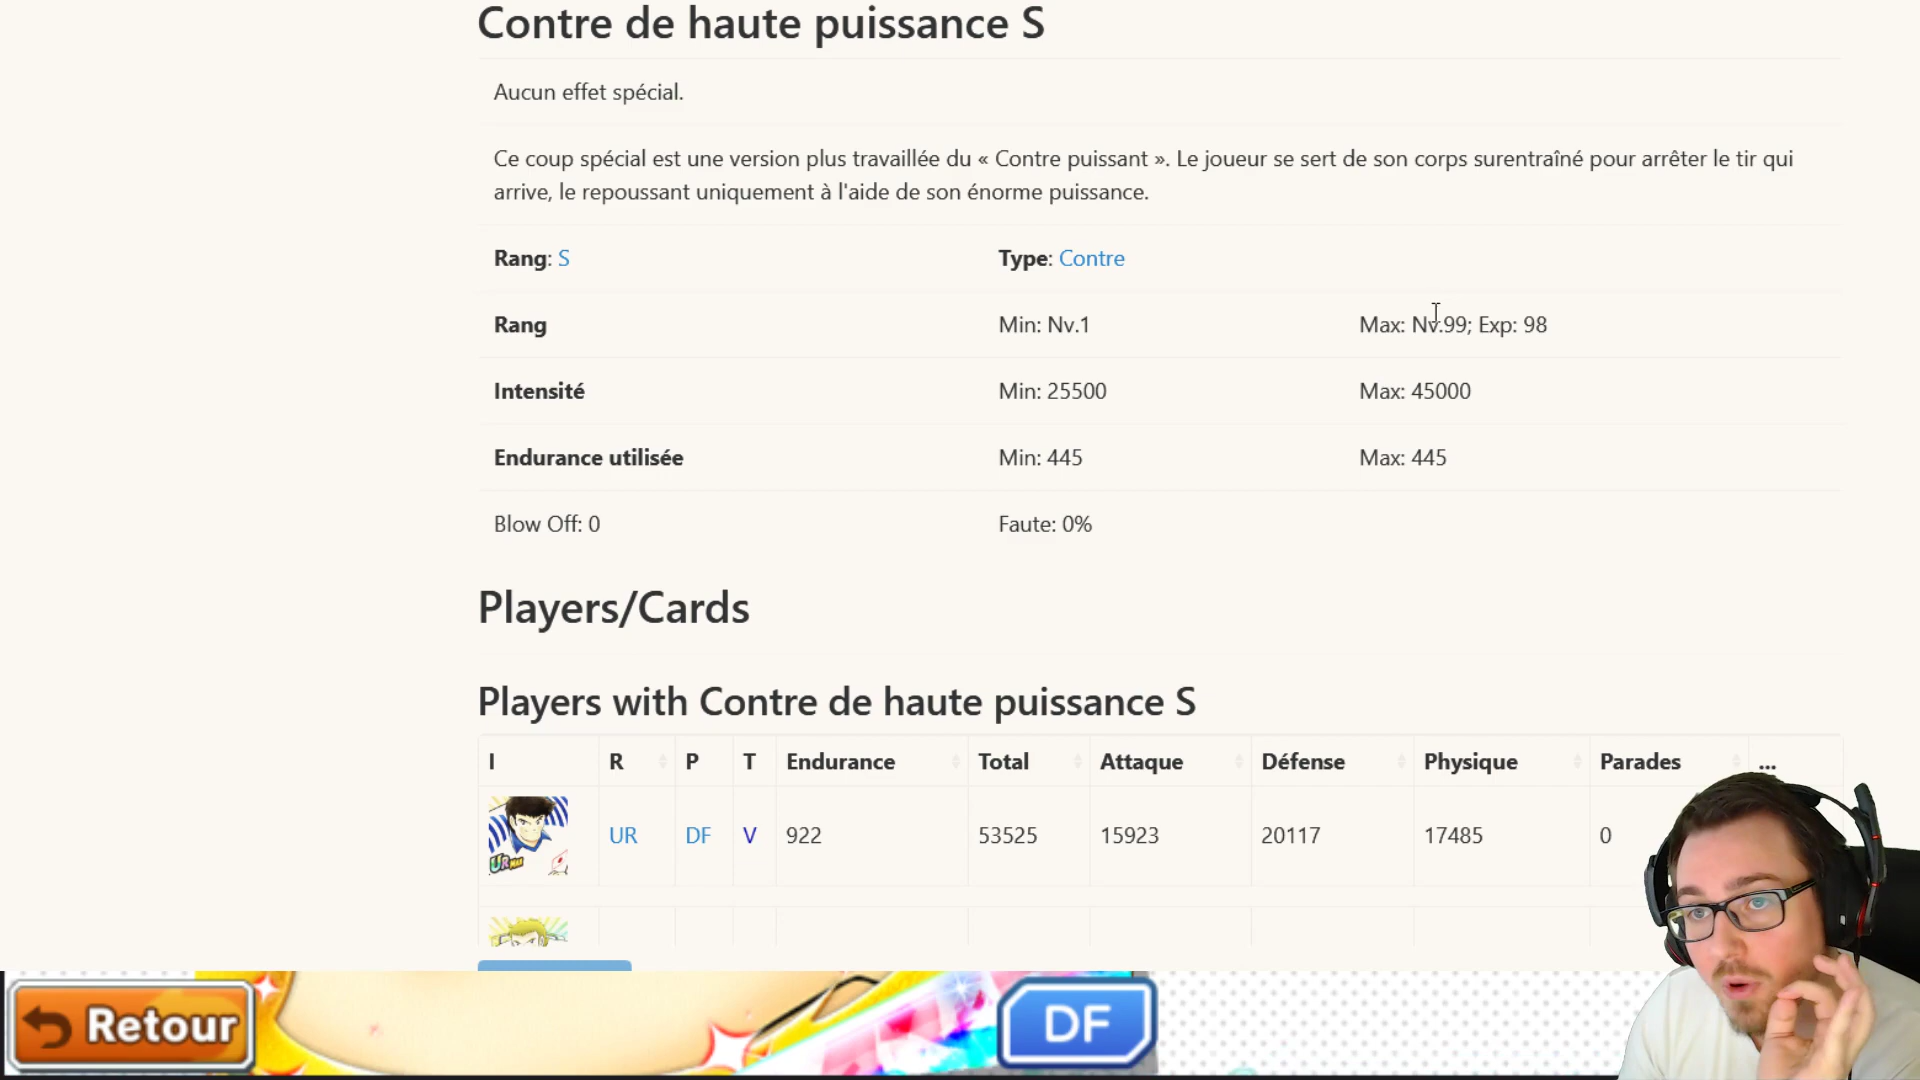 Contre de haute puissance S
Aucun effet spécial.
Ce coup spécial est une version plus travaillée du « Contre puissant ». Le joueur se sert de son corps surentraîné pour arrêter le tir qui
arrive, le repoussant uniquement à l'aide de son énorme puissance.
Rang: S Type: Contre
Rang Min: Nv.1 Max: Nv.99; Exp: 98
Intensité Min: 25500 Max: 45000
Endurance utilisée Min: 445 Max: 445
Blow Off: 0 Faute: 0%
Players/Cards
Players with Contre de haute puissance S
I R P T Endurance Total Attaque Défense Physique Parades ...
UR DF V 922 53525 15923 20117 17485 0
Retour
DF